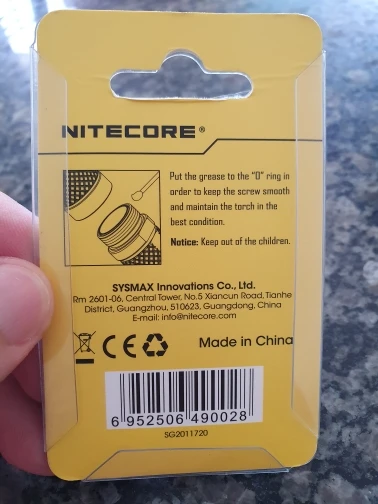 NITECORE®
Put the grease to the "O" ring in
order to keep the screw smooth
and maintain the torch in the
best condition.
Notice: Keep out of the children.
SYSMAX Innovations Co., Ltd.
Rm 2601-06, Central Tower, No.5 Xiancun Road, Tianhe
District, Guangzhou, 510623, Guangdong, China
E-mail: info@nitecore.com
CE
Made in China
6 952506 490028
SG2011720